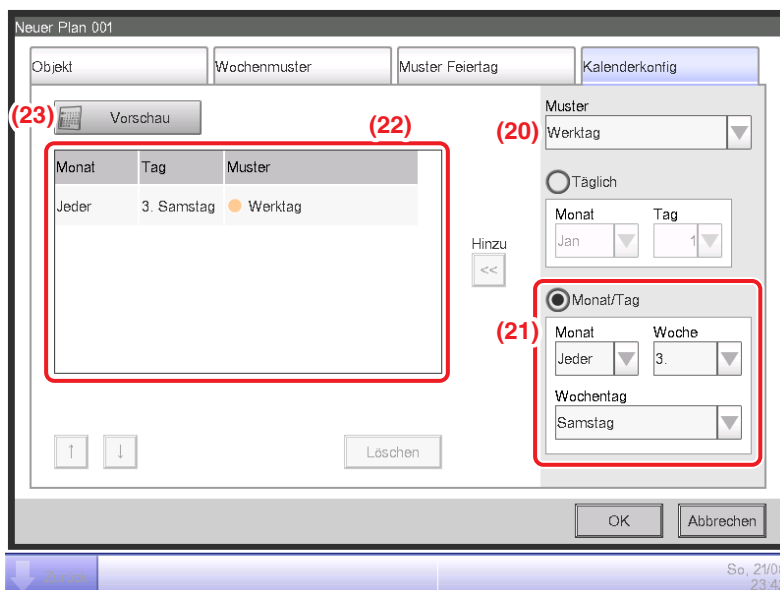 Neuer Plan 001
Objekt Wochenmuster Muster Feiertag Kalenderkonfig
(23) Vorschau (22)
Monat Tag Muster
Jeder 3. Samstag Werktag
Hinzu
<<
Muster
(20) Werktag
Täglich
Monat Tag
Jan 1
Monat/Tag
(21) Monat Woche
Jeder 3.
Wochentag
Samstag
↑ ↓ Löschen
OK Abbrechen
So, 21/0
23:4